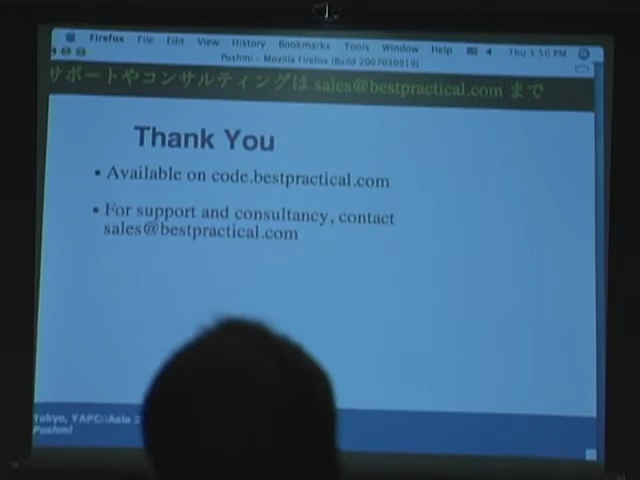 Firefox File Edit View History Bookmarks Tools Window Help Thu 1:50 PM
Pushmi - Mozilla Firefox (Build 2007030919)
サポートやコンサルティングは sales@bestpractical.com まで
Thank You
• Available on code.bestpractical.com
• For support and consultancy, contact
sales@bestpractical.com
Tokyo, YAPC::Asia 2
Pushmi